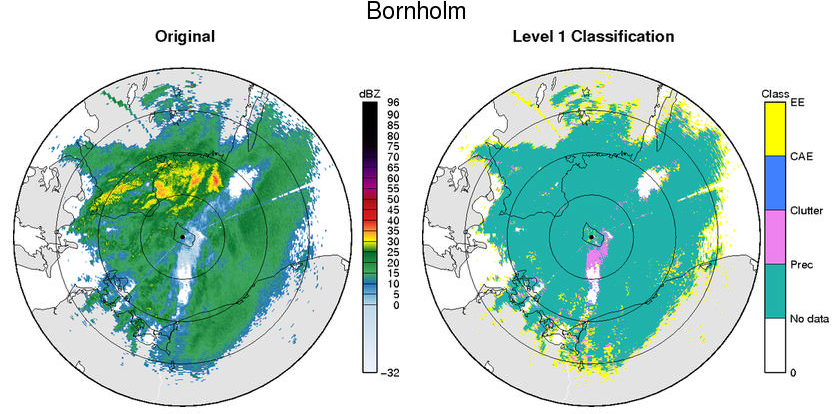 Bornholm
Original
Level 1 Classification
dBZ
96
90
85
80
75
70
65
60
55
50
45
40
35
30
25
20
15
10
5
0
−32
Class
EE
CAE
Clutter
Prec
No data
0